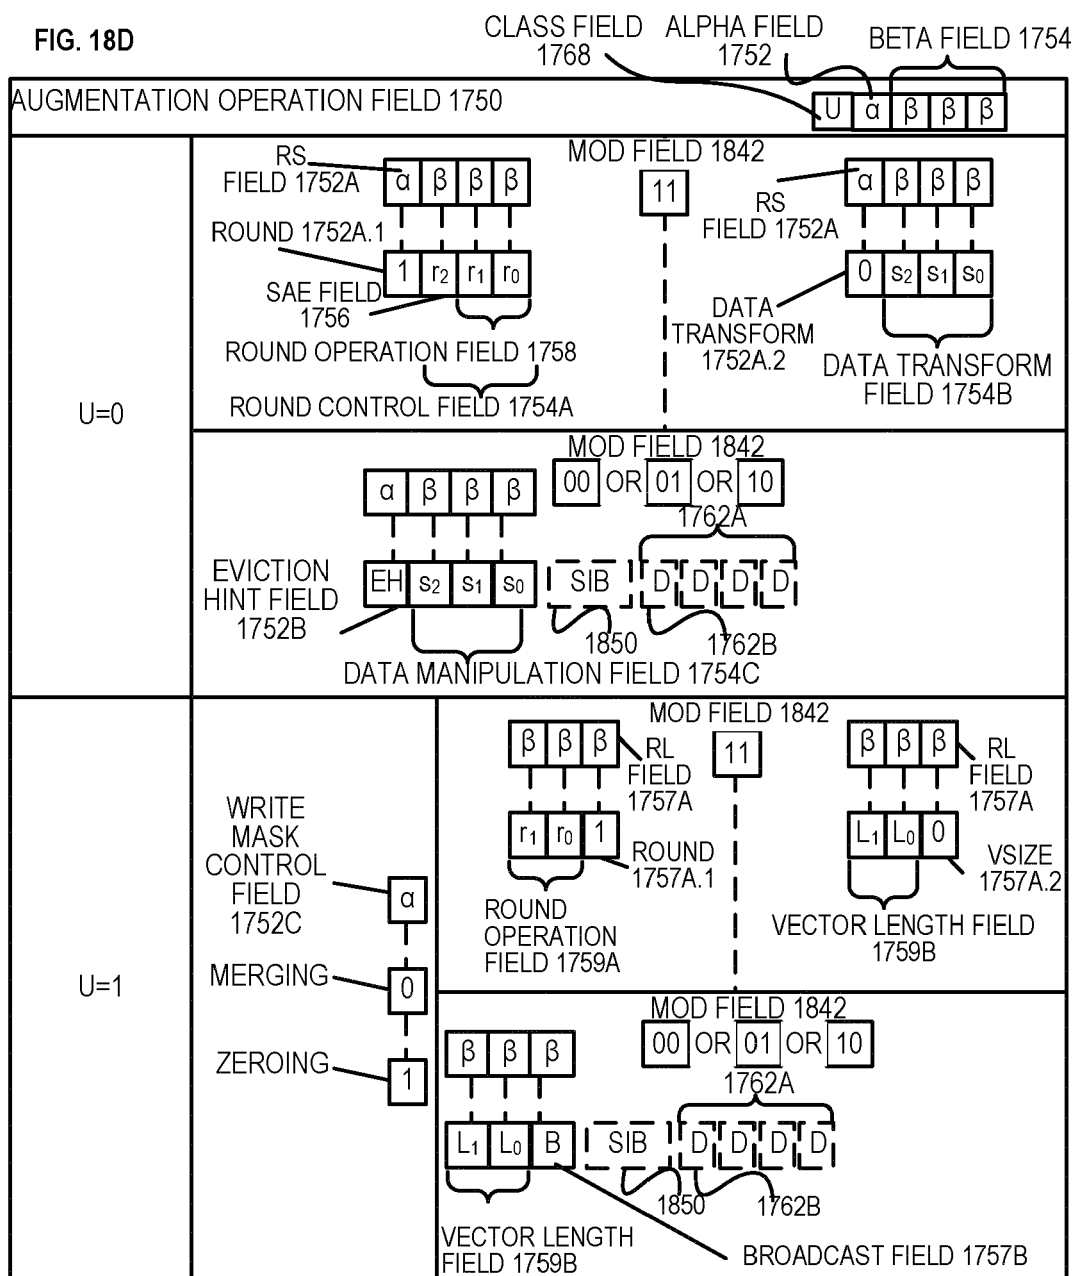 FIG. 18D
CLASS FIELD
1768
ALPHA FIELD
1752
BETA FIELD 1754
AUGMENTATION OPERATION FIELD 1750
U α β β β
U=0
RS
FIELD 1752A
α β β β
MOD FIELD 1842
11
α β β β
RS
FIELD 1752A
ROUND 1752A.1
1 r2 r1 r0
0 s2 s1 s0
SAE FIELD
1756
ROUND OPERATION FIELD 1758
ROUND CONTROL FIELD 1754A
DATA
TRANSFORM
1752A.2
DATA TRANSFORM
FIELD 1754B
MOD FIELD 1842
00 OR 01 OR 10
α β β β
1762A
EVICTION
HINT FIELD
1752B
EH s2 s1 s0
SIB
D D D D
1850
1762B
DATA MANIPULATION FIELD 1754C
U=1
WRITE
MASK
CONTROL
FIELD
1752C
α
MERGING
0
ZEROING
1
MOD FIELD 1842
11
β β β
RL
FIELD
1757A
β β β
RL
FIELD
1757A
r1 r0 1
ROUND
1757A.1
L1 L0 0
VSIZE
1757A.2
ROUND
OPERATION
FIELD 1759A
VECTOR LENGTH FIELD
1759B
MOD FIELD 1842
00 OR 01 OR 10
β β β
1762A
L1 L0 B
SIB
D D D D
1850
1762B
VECTOR LENGTH
FIELD 1759B
BROADCAST FIELD 1757B